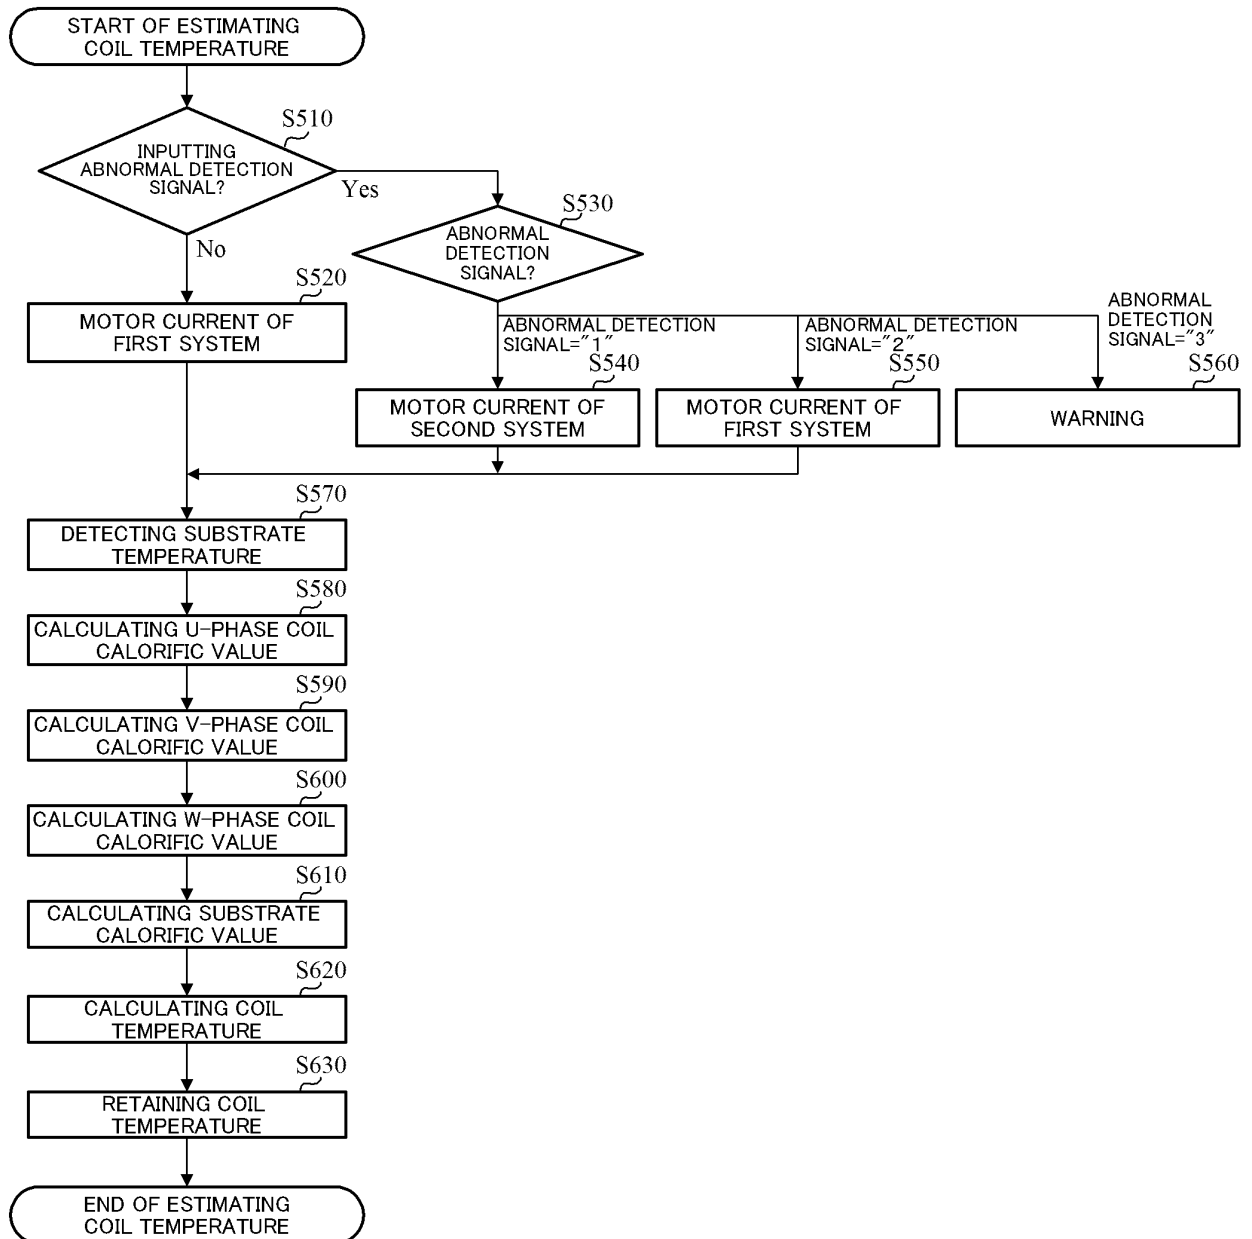 START OF ESTIMATING
COIL TEMPERATURE
S510
INPUTTING
ABNORMAL DETECTION
SIGNAL?
Yes
No
S530
ABNORMAL
DETECTION
SIGNAL?
S520
MOTOR CURRENT OF
FIRST SYSTEM
ABNORMAL DETECTION
SIGNAL="1"
ABNORMAL DETECTION
SIGNAL="2"
ABNORMAL
DETECTION
SIGNAL="3"
S540
MOTOR CURRENT OF
SECOND SYSTEM
S550
MOTOR CURRENT OF
FIRST SYSTEM
S560
WARNING
S570
DETECTING SUBSTRATE
TEMPERATURE
S580
CALCULATING U-PHASE COIL
CALORIFIC VALUE
S590
CALCULATING V-PHASE COIL
CALORIFIC VALUE
S600
CALCULATING W-PHASE COIL
CALORIFIC VALUE
S610
CALCULATING SUBSTRATE
CALORIFIC VALUE
S620
CALCULATING COIL
TEMPERATURE
S630
RETAINING COIL
TEMPERATURE
END OF ESTIMATING
COIL TEMPERATURE